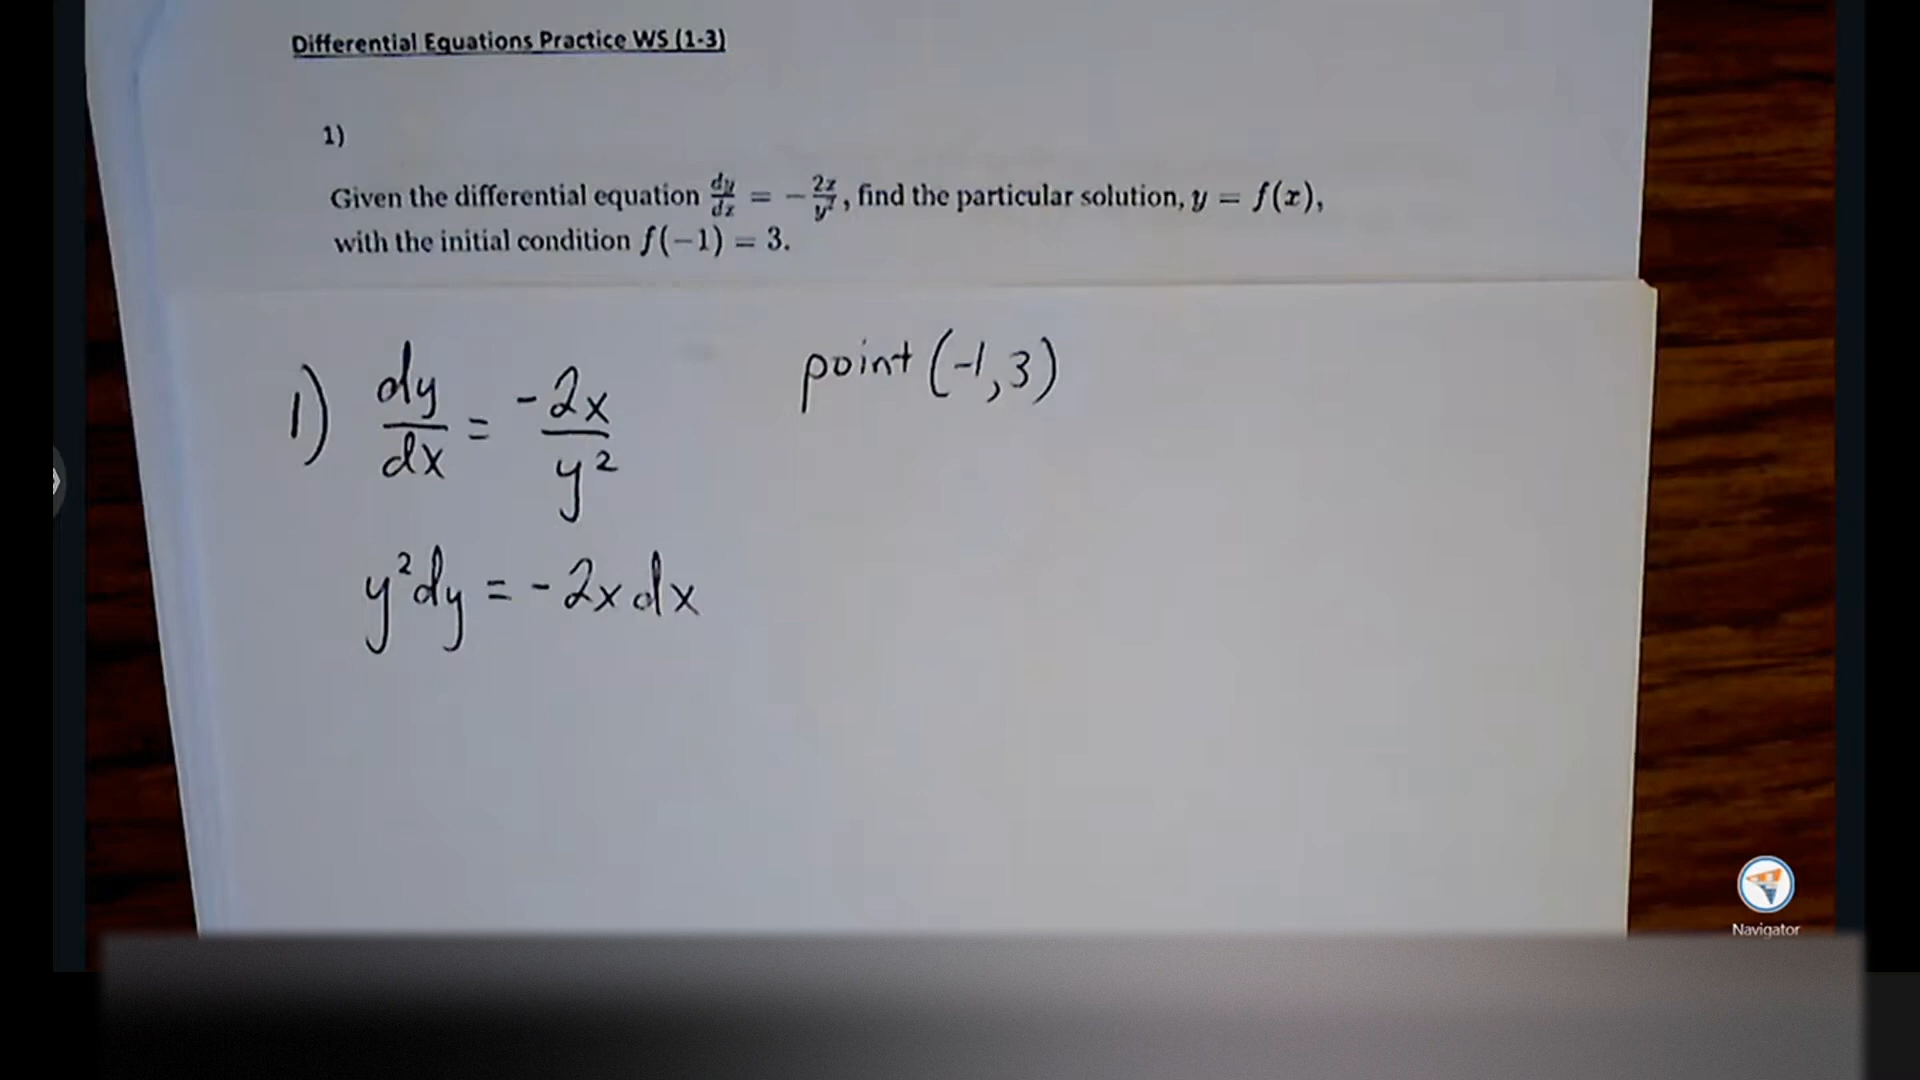 Differential Equations Practice WS (1-3)
1)
Given the differential equation dy/dx = -2x/y², find the particular solution, y = f(x),
with the initial condition f(-1) = 3.
1) dy/dx = -2x/y² point (-1,3)
y²dy = -2x dx
Navigator